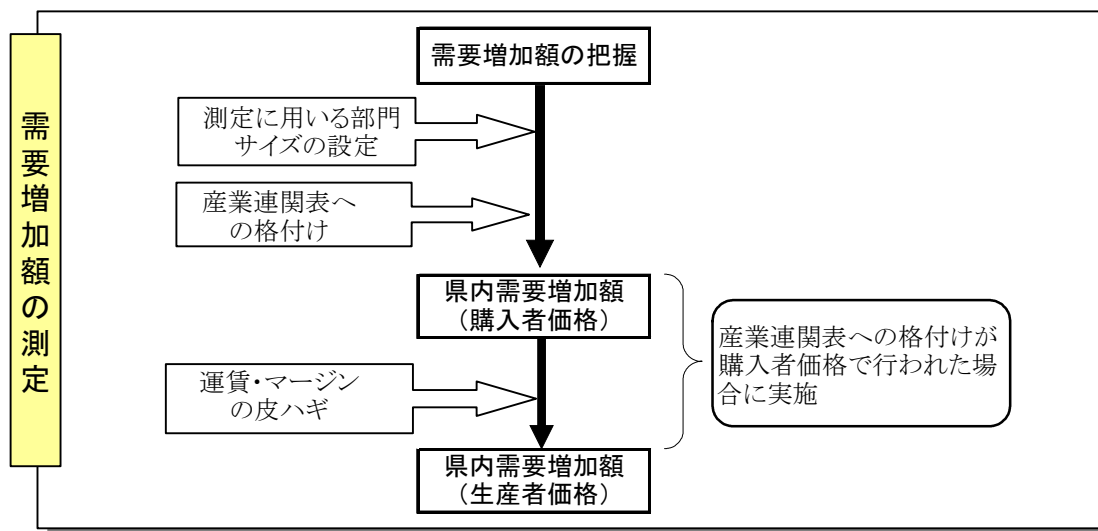 需要増加額の測定
需要増加額の把握
測定に用いる部門
サイズの設定
産業連関表へ
の格付け
県内需要増加額
（購入者価格）
産業連関表への格付けが
購入者価格で行われた場
合に実施
運賃・マージン
の皮ハギ
県内需要増加額
（生産者価格）